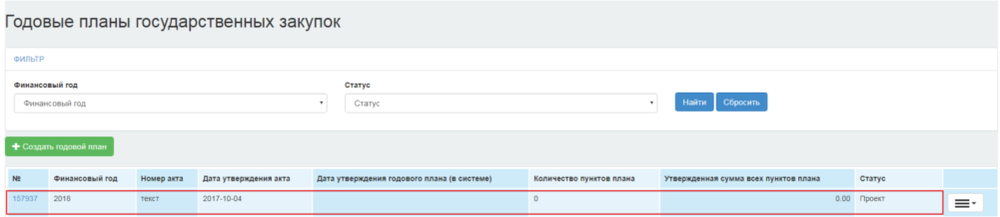 Годовые планы государственных закупок
ФИЛЬТР
Финансовый год Статус
Финансовый год Статус Найти Сбросить
+ Создать годовой план
№ Финансовый год Номер акта Дата утверждения акта Дата утверждения годового плана (в системе) Количество пунктов плана Утвержденная сумма всех пунктов плана Статус
157937 2018 текст 2017-10-04 0 0.00 Проект